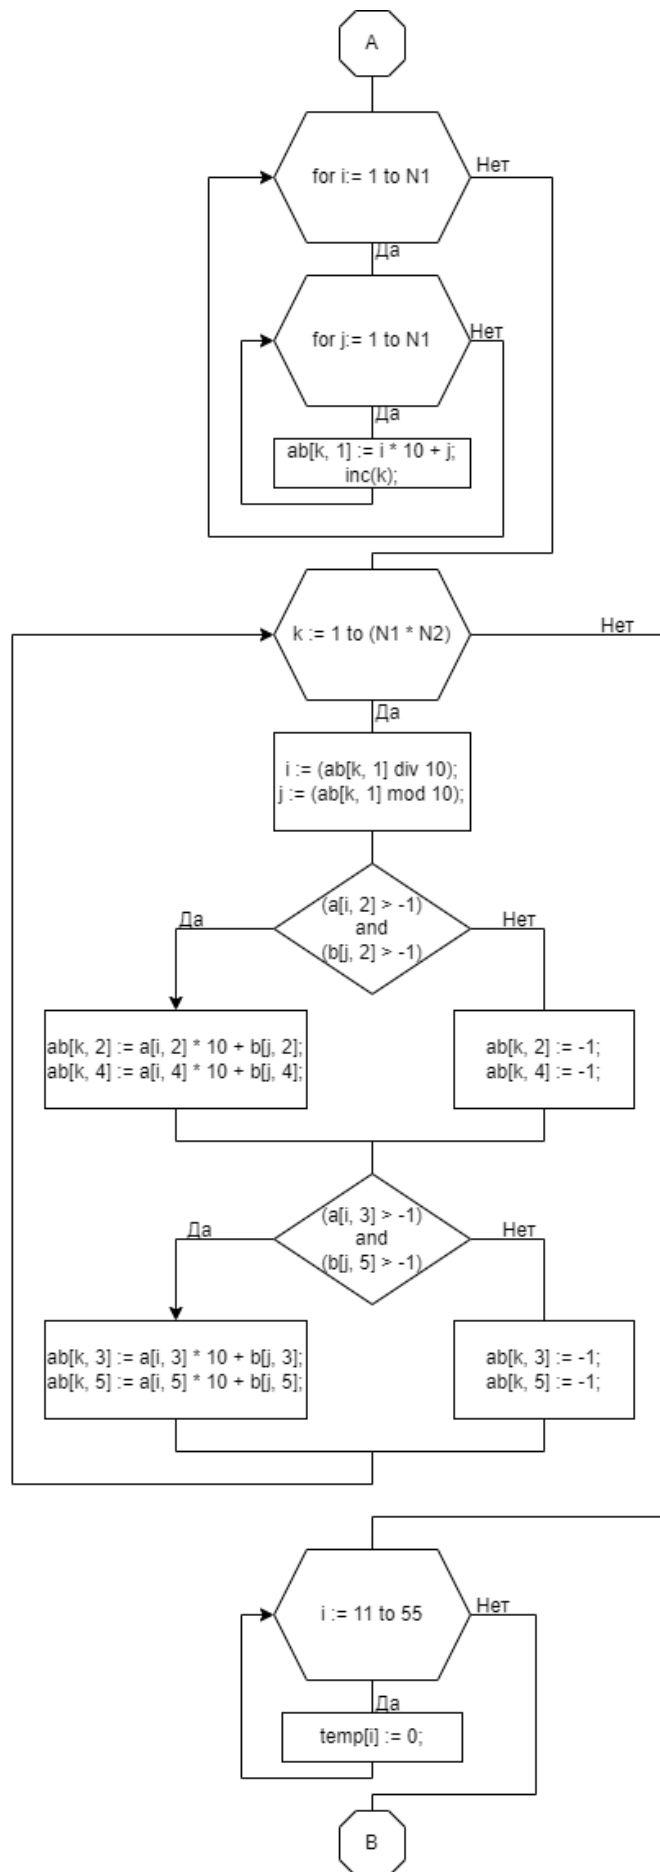 A
for i:= 1 to N1
Нет
Да
for j:= 1 to N1
Нет
Да
ab[k, 1] := i * 10 + j;
inc(k);
k := 1 to (N1 * N2)
Нет
Да
i := (ab[k, 1] div 10);
j := (ab[k, 1] mod 10);
(a[i, 2] > -1)
and
(b[j, 2] > -1)
Да
Нет
ab[k, 2] := a[i, 2] * 10 + b[j, 2];
ab[k, 4] := a[i, 4] * 10 + b[j, 4];
ab[k, 2] := -1;
ab[k, 4] := -1;
(a[i, 3] > -1)
and
(b[j, 5] > -1)
Да
Нет
ab[k, 3] := a[i, 3] * 10 + b[j, 3];
ab[k, 5] := a[i, 5] * 10 + b[j, 5];
ab[k, 3] := -1;
ab[k, 5] := -1;
i := 11 to 55
Нет
Да
temp[i] := 0;
B